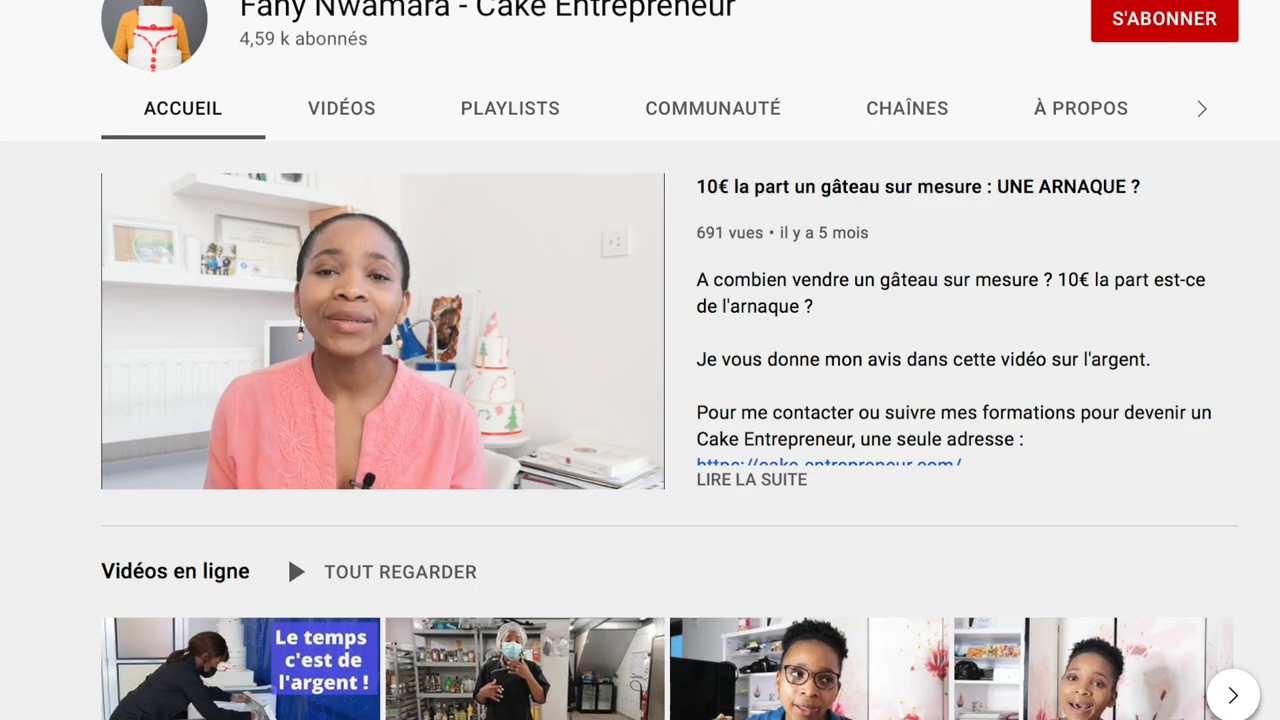 Fany Nwamara - Cake Entrepreneur
4,59 k abonnés
S'ABONNER
ACCUEIL
VIDÉOS
PLAYLISTS
COMMUNAUTÉ
CHAÎNES
À PROPOS
10€ la part un gâteau sur mesure : UNE ARNAQUE ?
691 vues • il y a 5 mois
A combien vendre un gâteau sur mesure ? 10€ la part est-ce
de l'arnaque ?
Je vous donne mon avis dans cette vidéo sur l'argent.
Pour me contacter ou suivre mes formations pour devenir un
Cake Entrepreneur, une seule adresse :
https://cake-entrepreneur.com/
LIRE LA SUITE
Vidéos en ligne
TOUT REGARDER
Le temps
c'est de
l'argent !